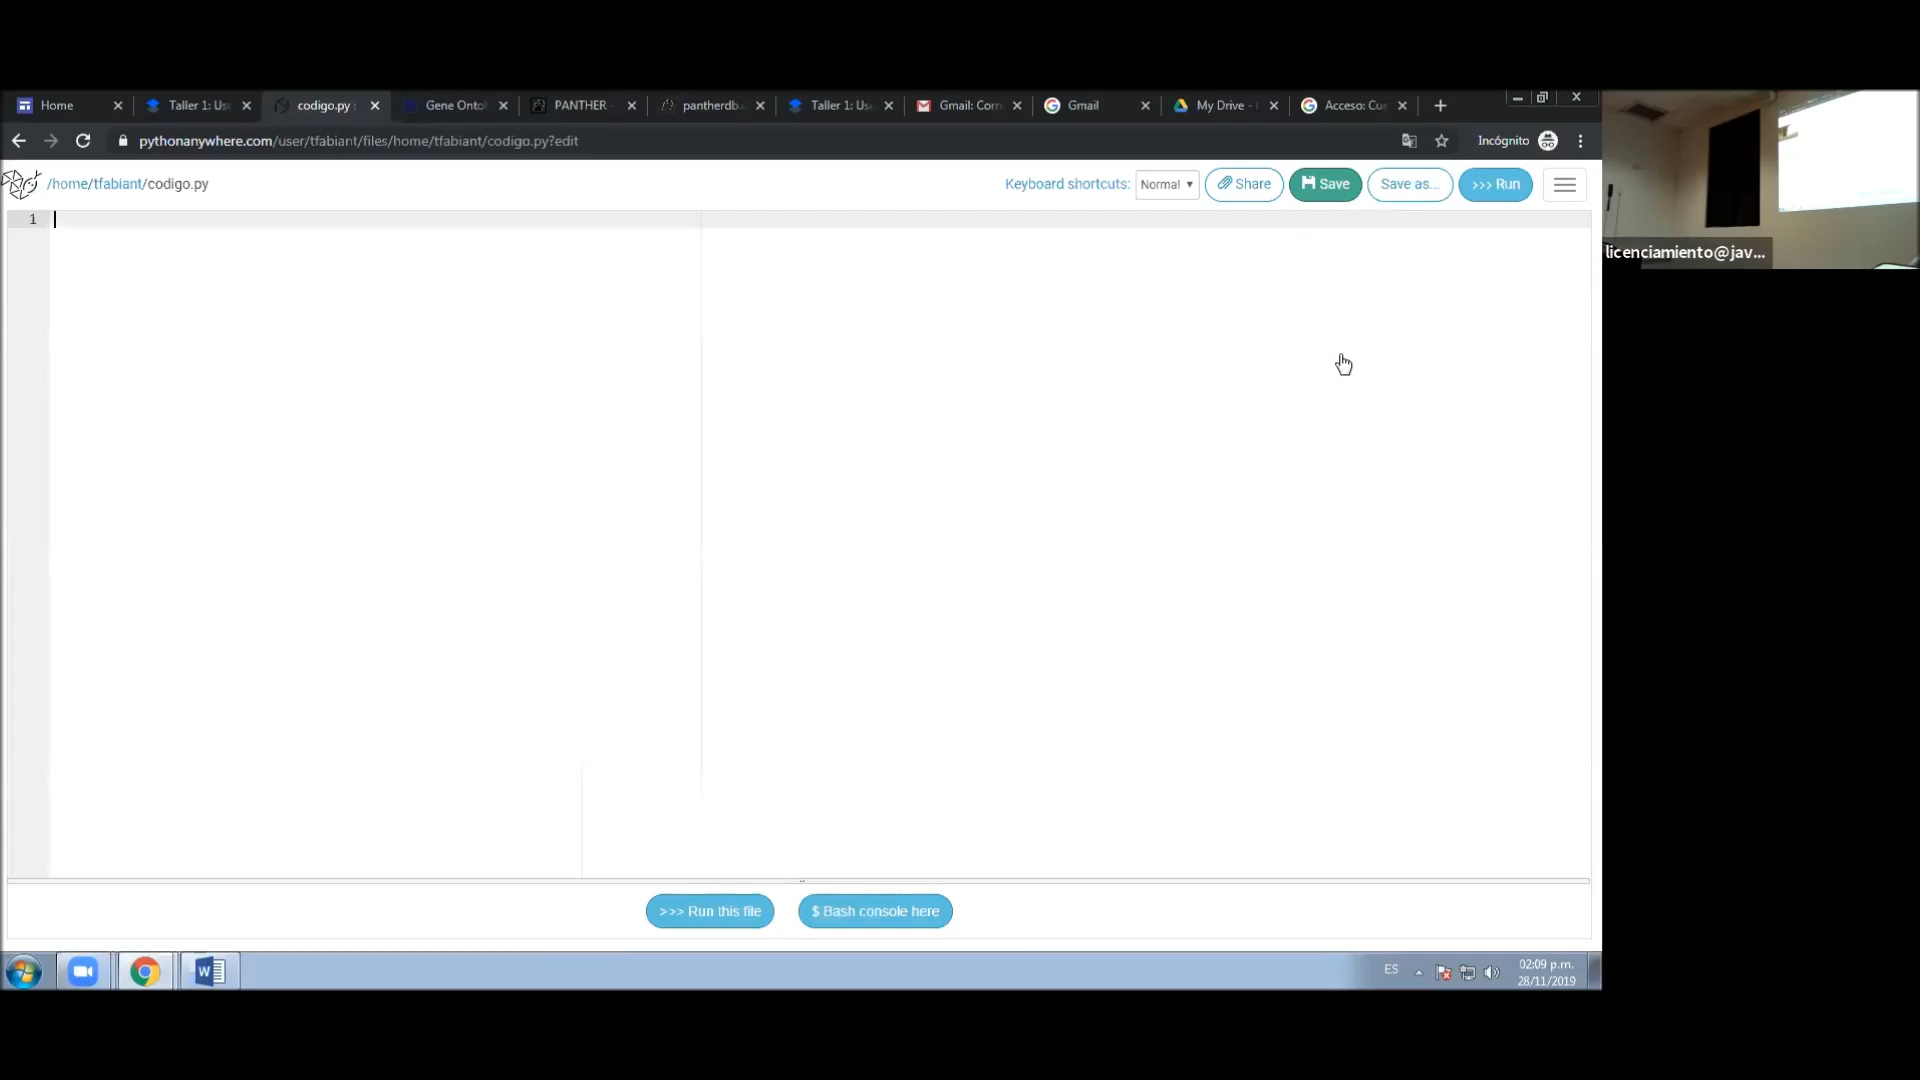 Home
Taller 1: Us
codigo.py :
Gene Ontol
PANTHER -
pantherdb.
Taller 1: Us
Gmail: Corr
Gmail
My Drive -
Acceso: Cu
pythonanywhere.com/user/tfabiant/files/home/tfabiant/codigo.py?edit
Incógnito
/home/tfabiant/codigo.py
Keyboard shortcuts:
Normal
Share
Save
Save as...
>>> Run
1
licenciamiento@jav...
>>> Run this file
$ Bash console here
W
ES
02:09 p.m.
28/11/2019